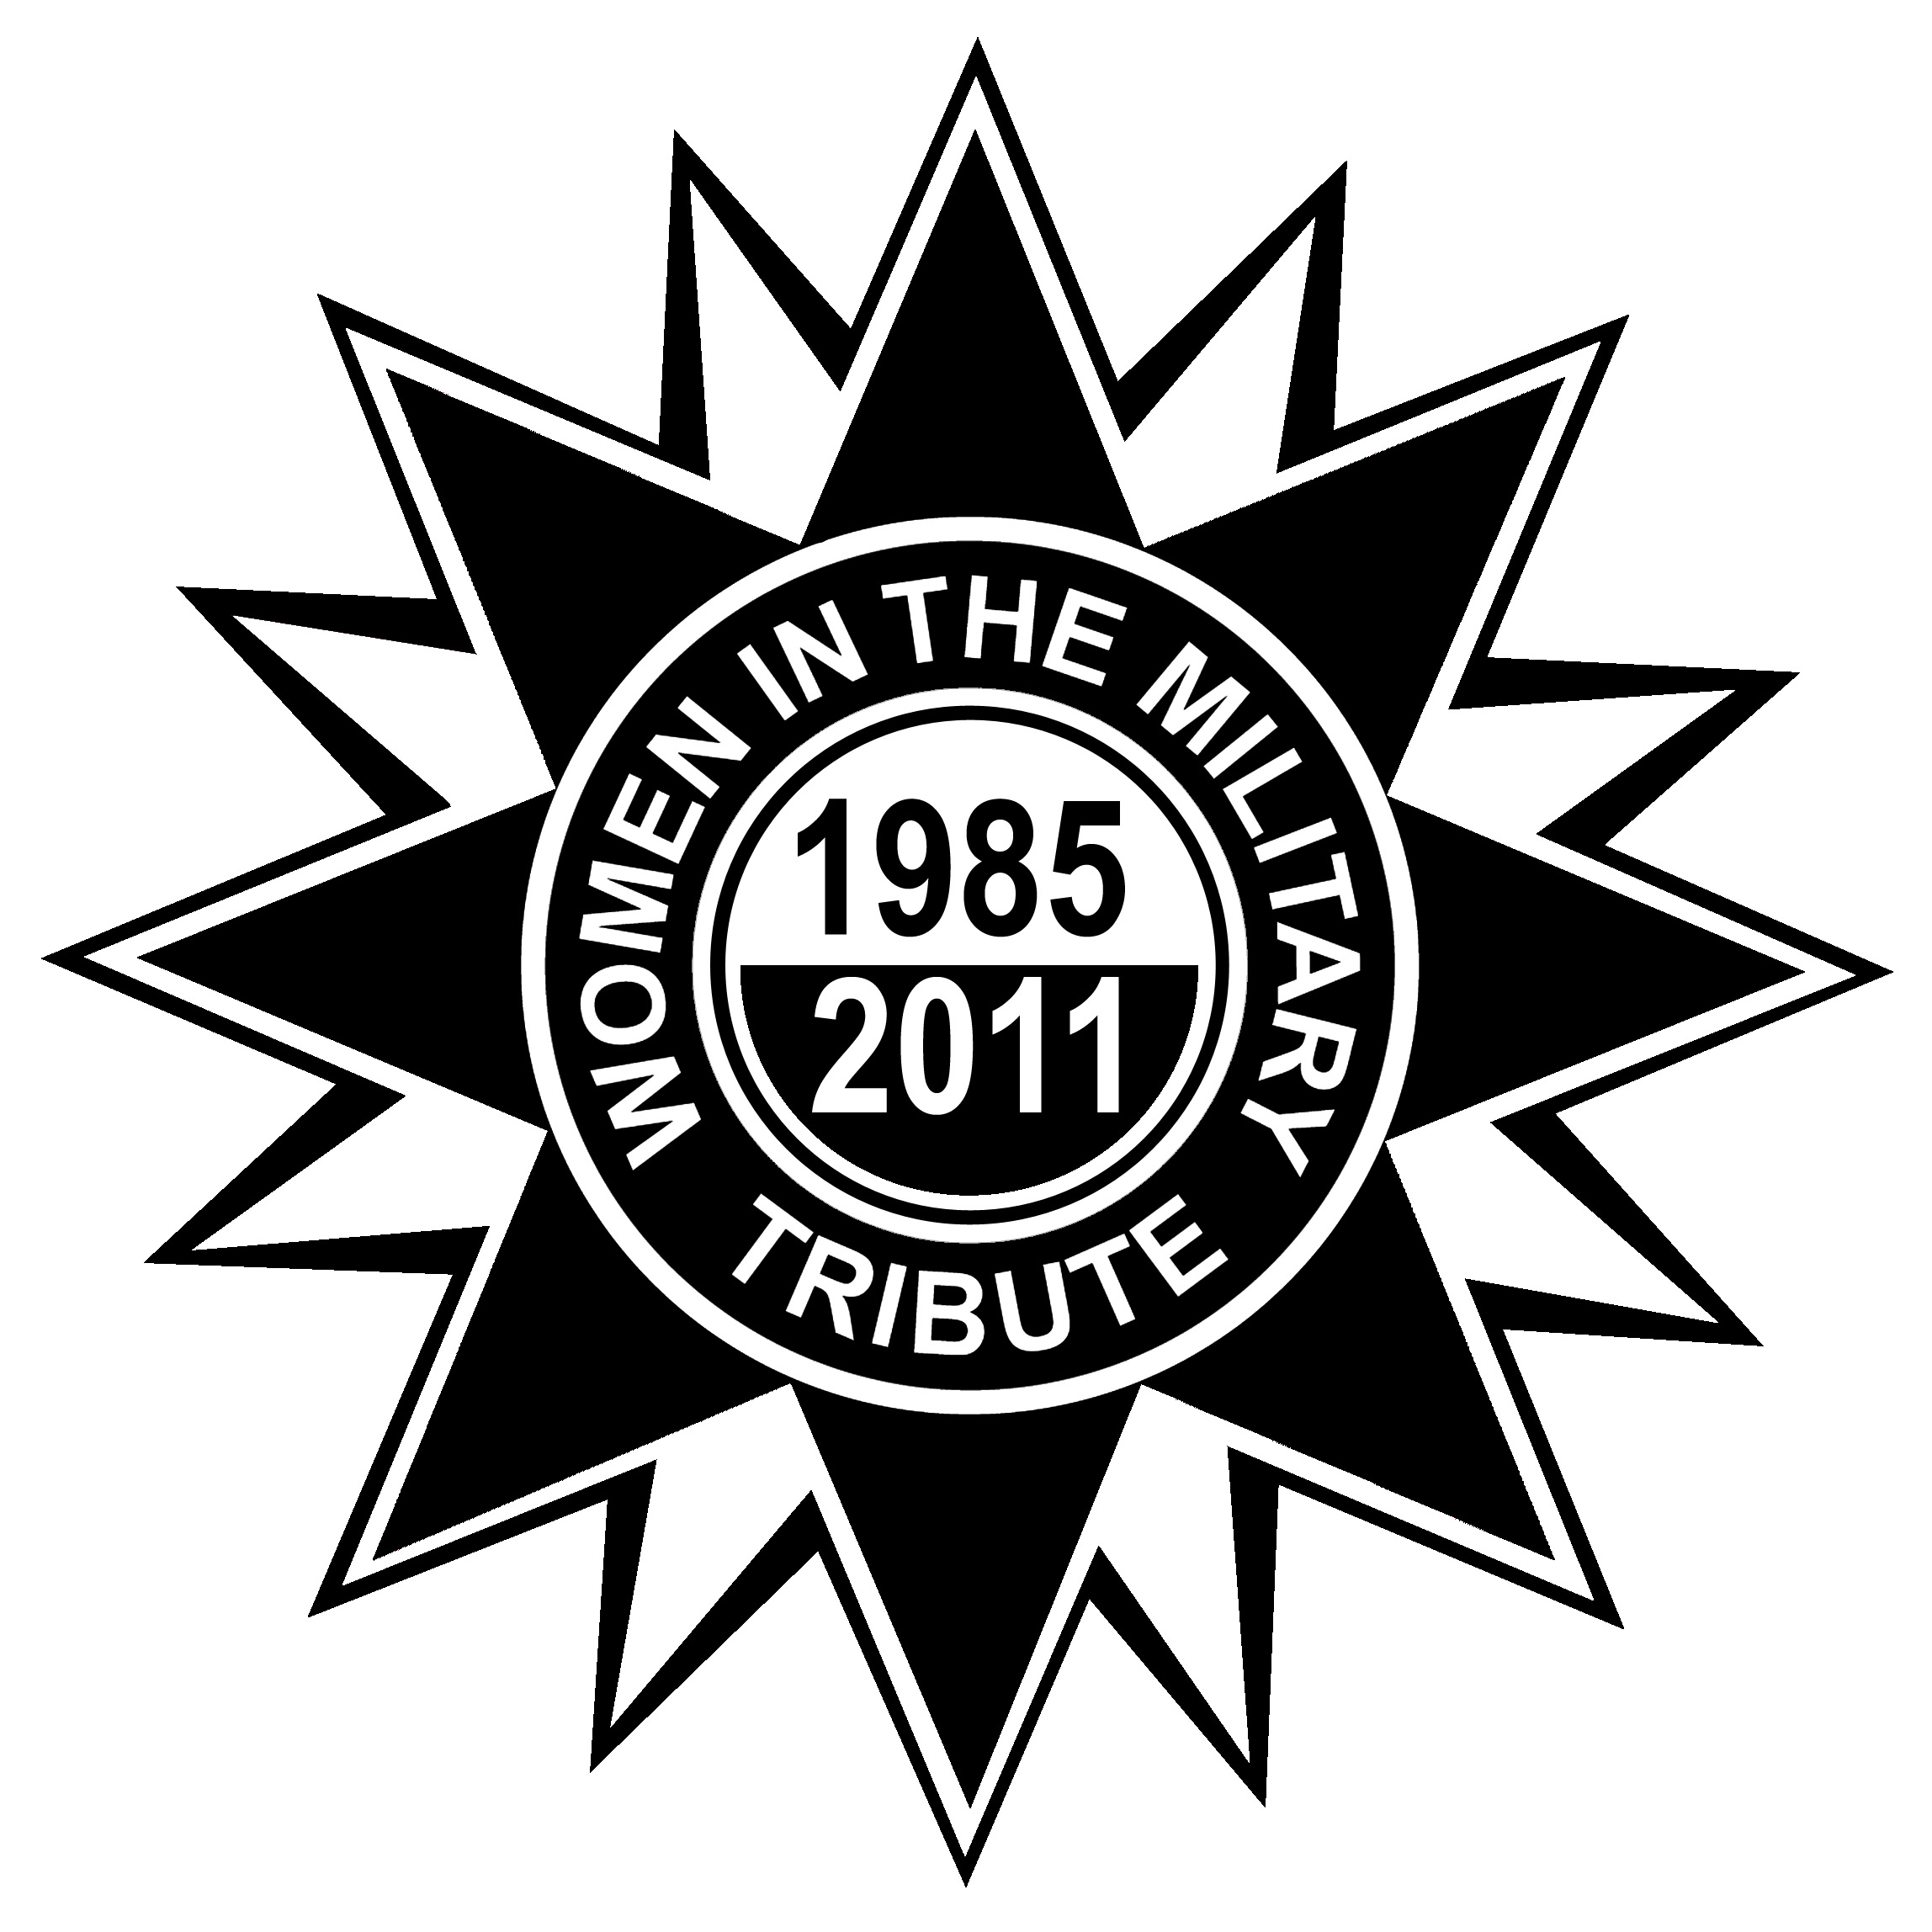 WOMEN IN THE MILITARY
1985
2011
TRIBUTE